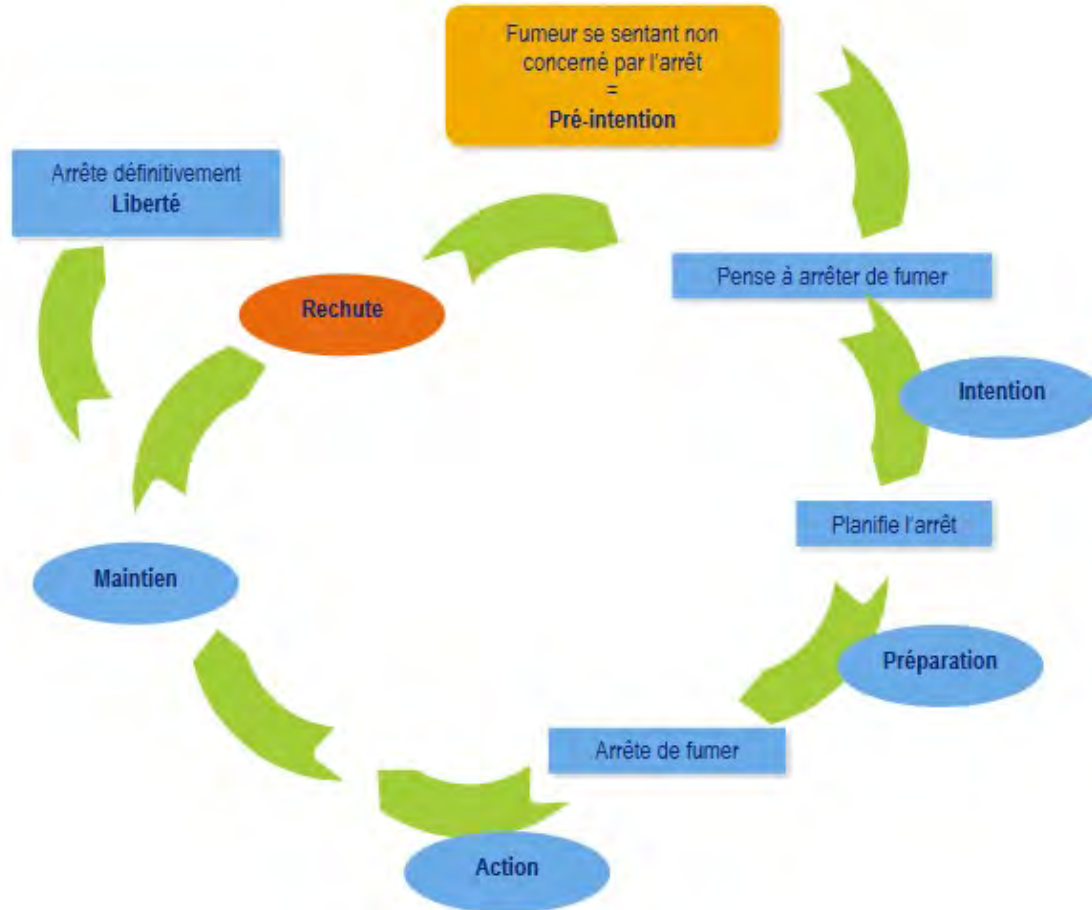 Fumeur se sentant non
concerné par l'arrêt
=
Pré-intention
Arrête définitivement
Liberté
Rechute
Pense à arrêter de fumer
Intention
Planifie l'arrêt
Maintien
Préparation
Arrête de fumer
Action